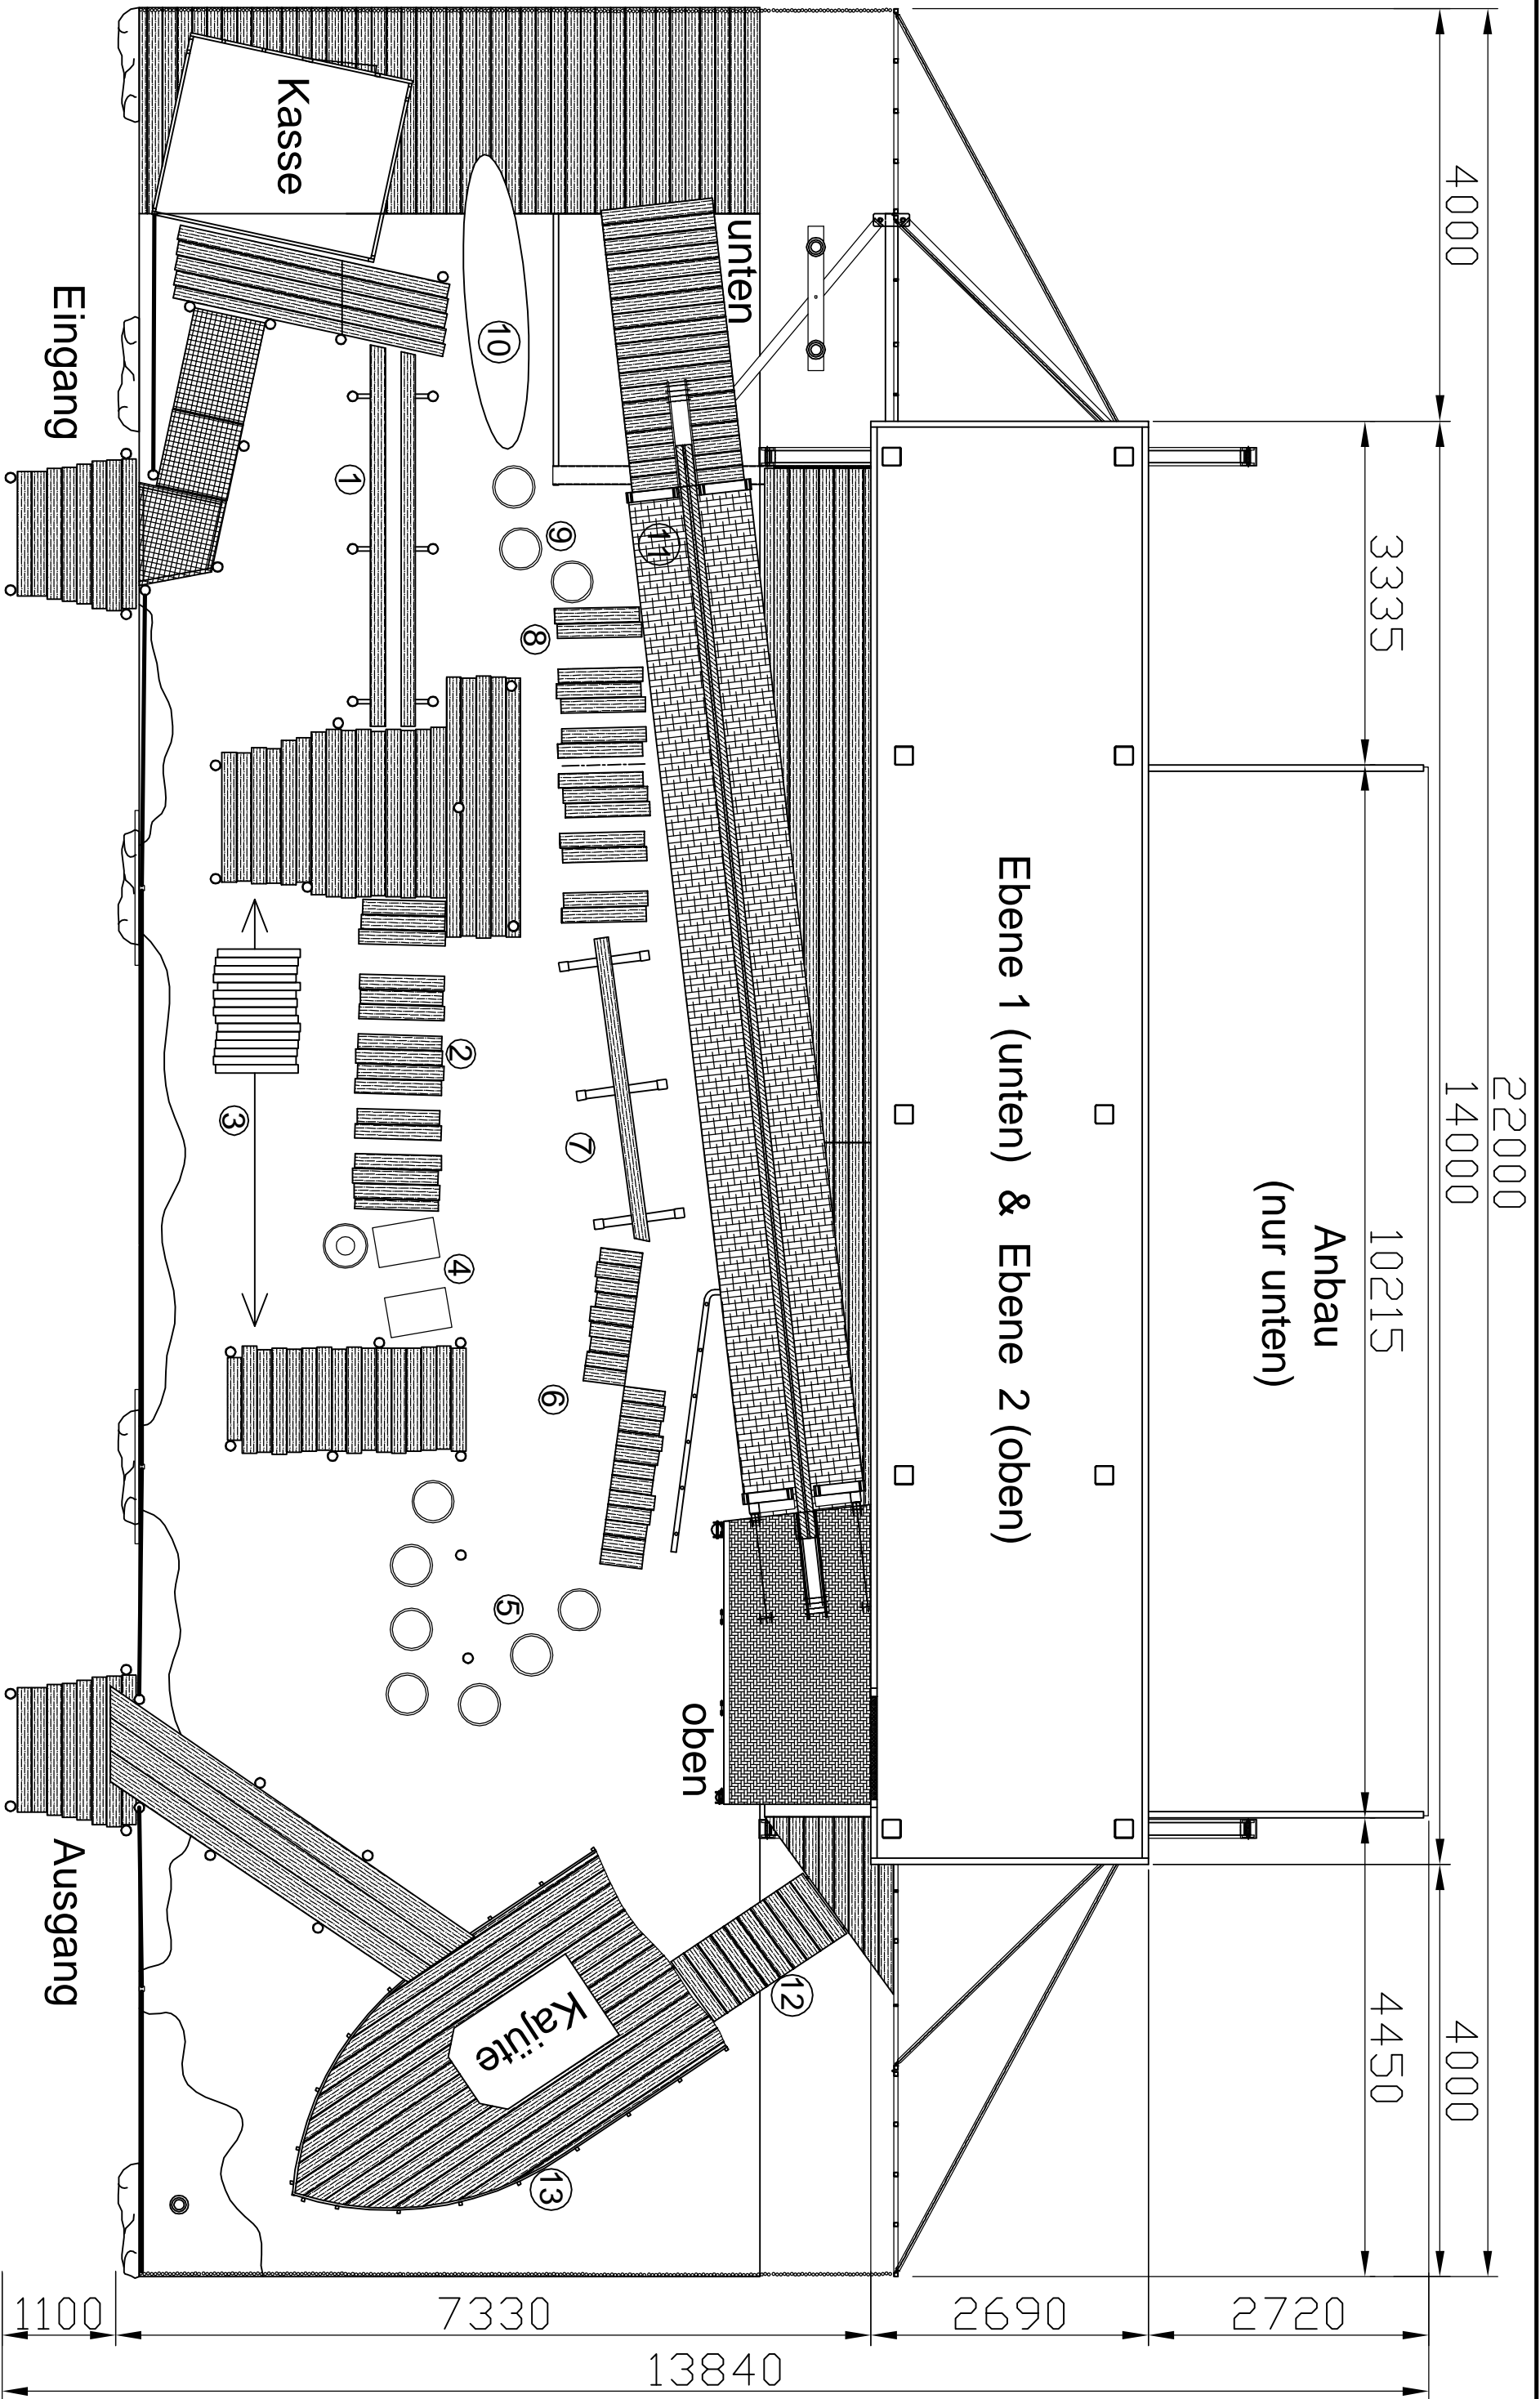 22000
4000
14000
4000
3335
10215
4450
Anbau
(nur unten)
2720
Ebene 1 (unten) & Ebene 2 (oben)
2690
unten
oben
11
12
10
9
8
7
6
5
13
Kajüte
Kasse
1
2
4
3
7330
13840
Eingang
Ausgang
1100